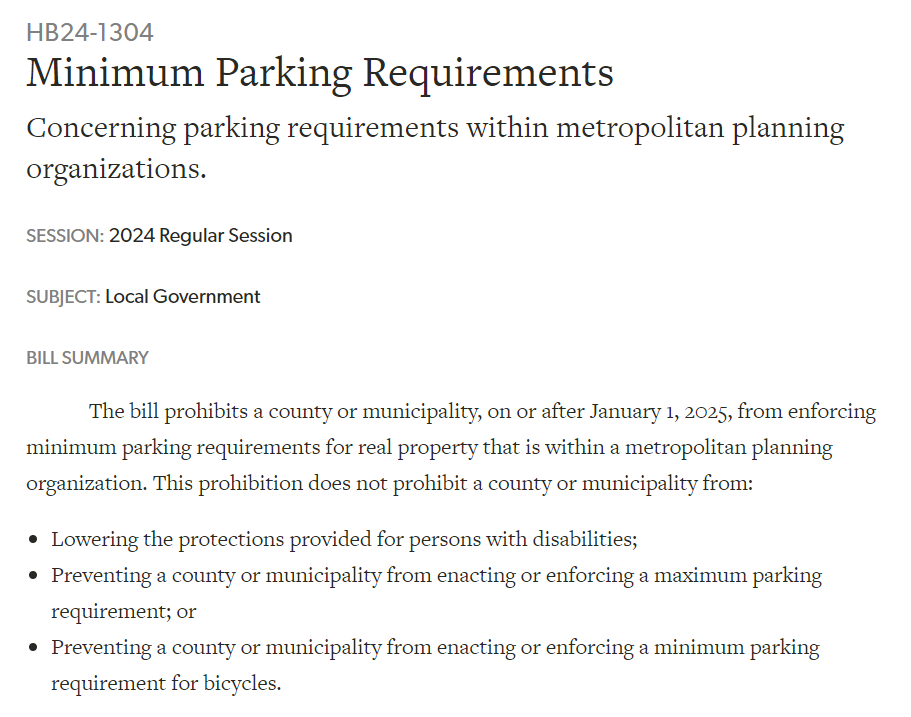 HB24-1304
Minimum Parking Requirements
Concerning parking requirements within metropolitan planning
organizations.
SESSION: 2024 Regular Session
SUBJECT: Local Government
BILL SUMMARY
The bill prohibits a county or municipality, on or after January 1, 2025, from enforcing
minimum parking requirements for real property that is within a metropolitan planning
organization. This prohibition does not prohibit a county or municipality from:
• Lowering the protections provided for persons with disabilities;
• Preventing a county or municipality from enacting or enforcing a maximum parking
requirement; or
• Preventing a county or municipality from enacting or enforcing a minimum parking
requirement for bicycles.